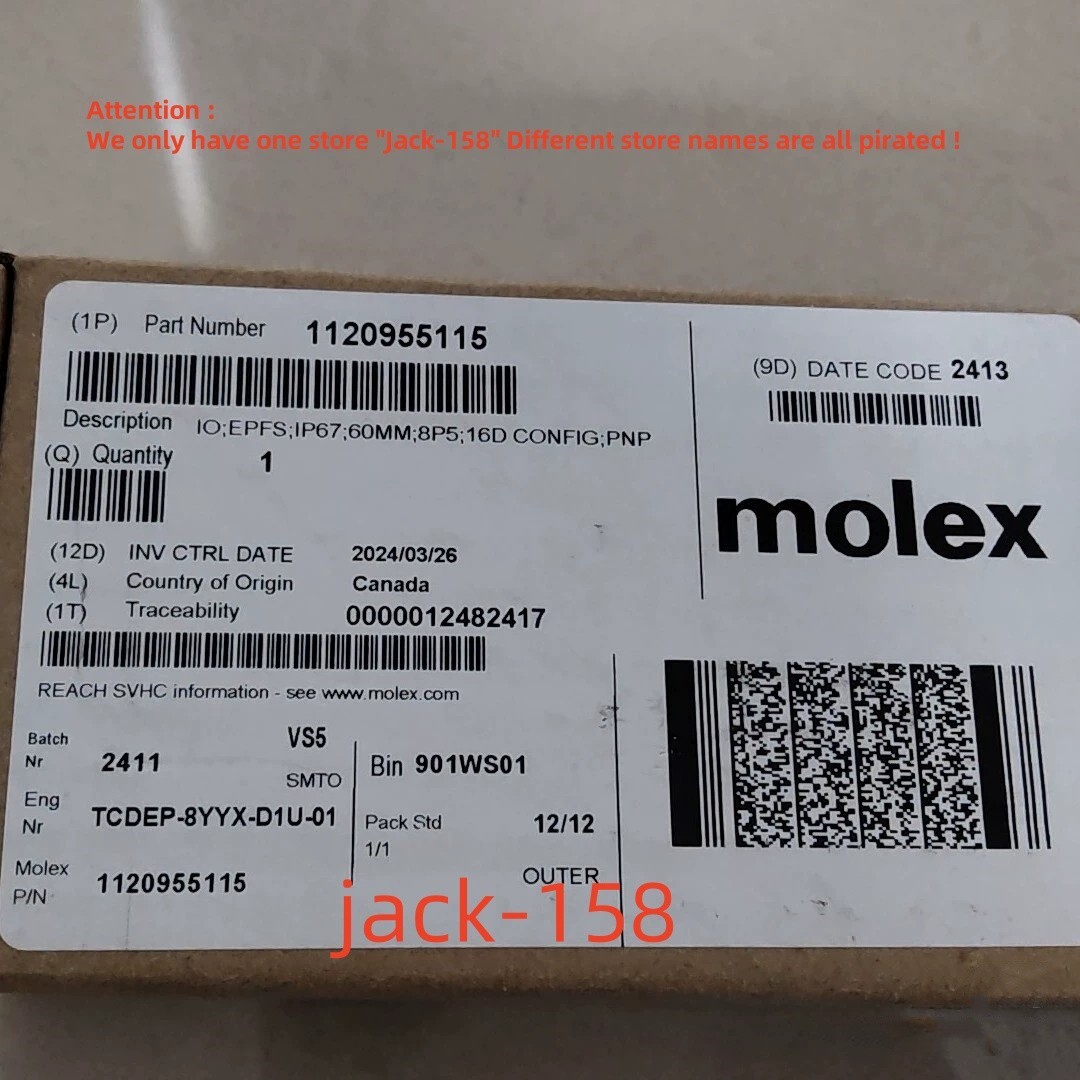 Attention :
We only have one store "Jack-158" Different store names are all pirated !
(1P) Part Number 1120955115
(9D) DATE CODE 2413
Description IO;EPFS;IP67;60MM;8P5;16D CONFIG;PNP
(Q) Quantity 1
molex
(12D) INV CTRL DATE 2024/03/26
(4L) Country of Origin Canada
(1T) Traceability 0000012482417
REACH SVHC information - see www.molex.com
Batch Nr 2411 VS5
SMTO
Bin 901WS01
Eng Nr TCDEP-8YYX-D1U-01
Pack Std 12/12
1/1
Molex P/N 1120955115
OUTER
jack-158